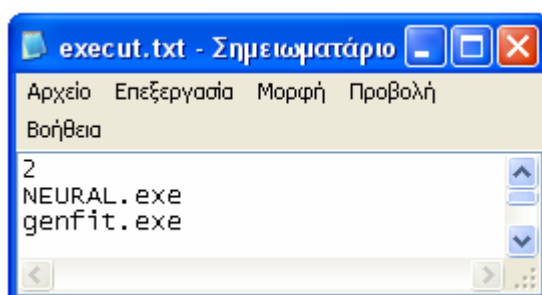 execut.txt - Σημειωματάριο
Αρχείο Επεξεργασία Μορφή Προβολή
Βοήθεια
2
NEURAL.exe
genfit.exe